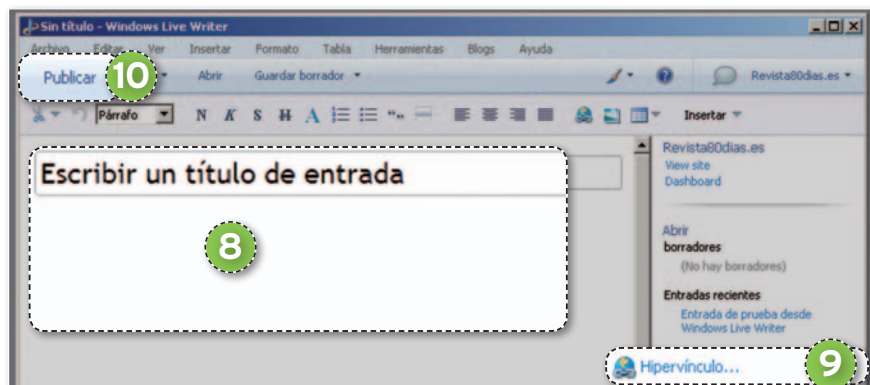 Sin título - Windows Live Writer
Archivo Editar Ver Insertar Formato Tabla Herramientas Blogs Ayuda
Publicar 10 Abrir Guardar borrador Revista80dias.es
Párrafo N K S H A Insertar
Revista80dias.es
View site
Dashboard
Escribir un título de entrada
8
Abrir
borradores
(No hay borradores)
Entradas recientes
Entrada de prueba desde
Windows Live Writer
Hipervínculo... 9